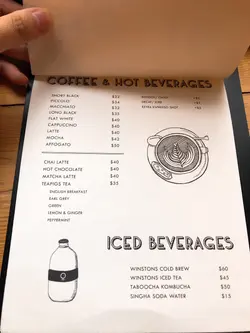 COFFEE & HOT BEVERAGES
SHORT BLACK $32
PICCOLO $34
MACCHIATO $32
LONG BLACK $35
FLAT WHITE $40
CAPPUCCINO $40
LATTE $40
MOCHA $42
AFFOGATO $50
CHAI LATTE $40
HOT CHOCOLATE $40
MATCHA LATTE $40
TEAPIGS TEA $35
ENGLISH BREAKFAST
EARL GREY
GREEN
LEMON & GINGER
PEPPERMINT
ICED BEVERAGES
WINSTONS COLD BREW $60
WINSTONS ICED TEA $45
TABOOCHA KOMBUCHA $50
SINGHA SODA WATER $15